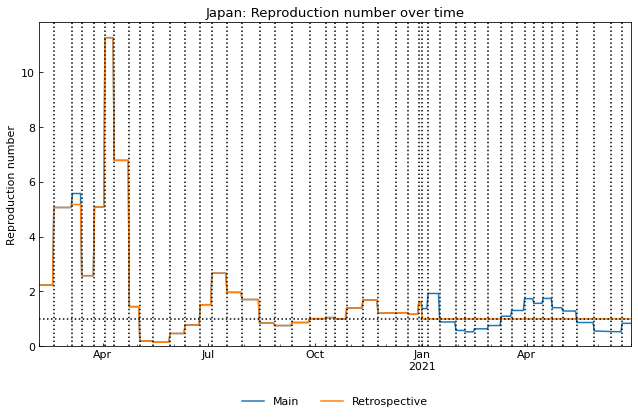 Japan: Reproduction number over time
Reproduction number
10
8
6
4
2
0
Apr
Jul
Oct
Jan
2021
Apr
Main
Retrospective